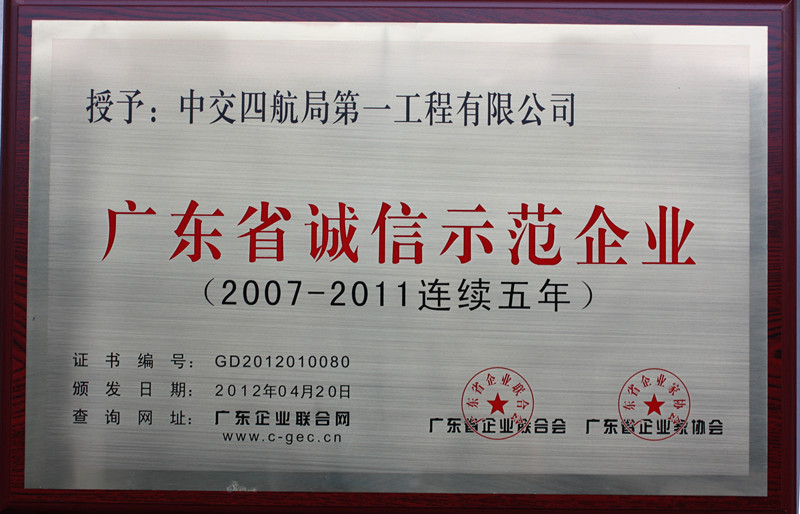 授予：中交四航局第一工程有限公司
广东省诚信示范企业
（2007-2011连续五年）
证书编号：GD2012010080
颁发日期：2012年04月20日
查询网址：广东企业联合网
www.c-gec.cn
广东省企业联合会
广东省企业家协会